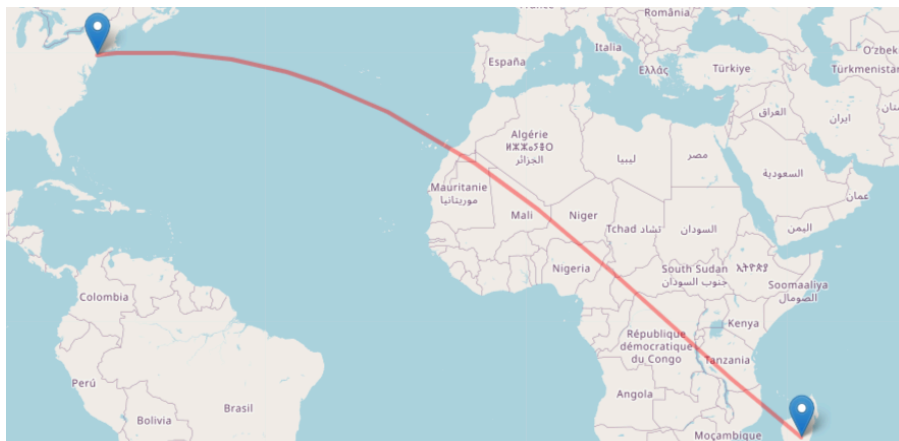 România
Italia
España
Ελλάς
Türkiye
Türkmenistan
العراق
ایران
Algérie
ⵍⵣⵣⴰⵢⴻⵔ
الجزائر
ليبيا
مصر
السعودية
عمان
اليمن
Mauritanie
موريتانيا
Mali
Niger
Tchad تشاد
السودان
Nigeria
South Sudan
جنوب السودان
Soomaaliya
الصومال
Colombia
République
démocratique
du Congo
Kenya
Tanzania
Perú
Brasil
Angola
Bolivia
Moçambique